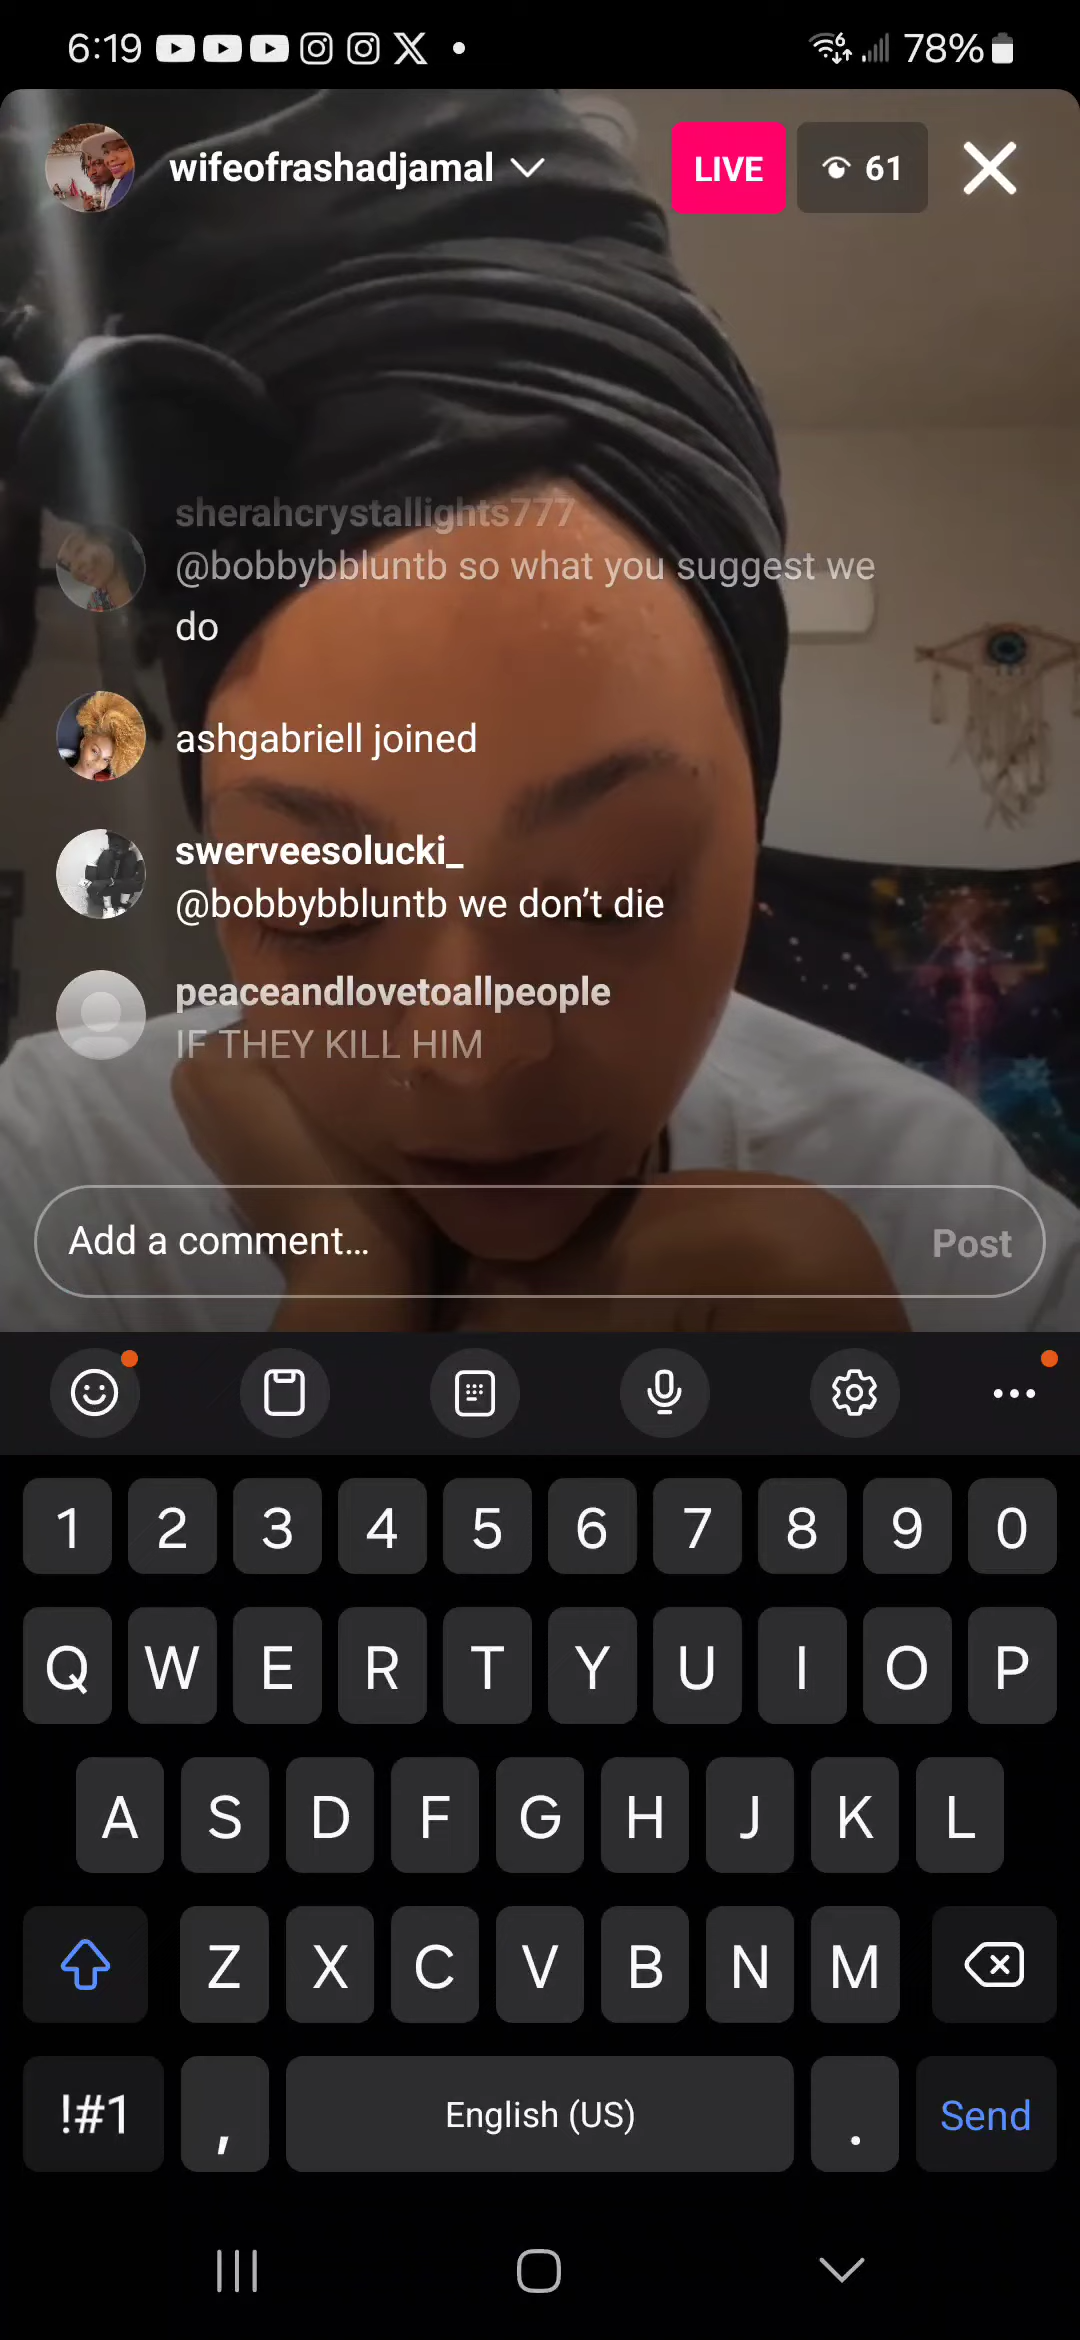 6:19
78%
wifeofrashadjamal
LIVE
61
sherahcrystallights777
@bobbybbluntb so what you suggest we
do
ashgabriell joined
swerveesolucki_
@bobbybbluntb we don’t die
peaceandlovetoallpeople
IF THEY KILL HIM
Add a comment...
Post
1 2 3 4 5 6 7 8 9 0
Q W E R T Y U I O P
A S D F G H J K L
Z X C V B N M
!#1 , English (US) . Send